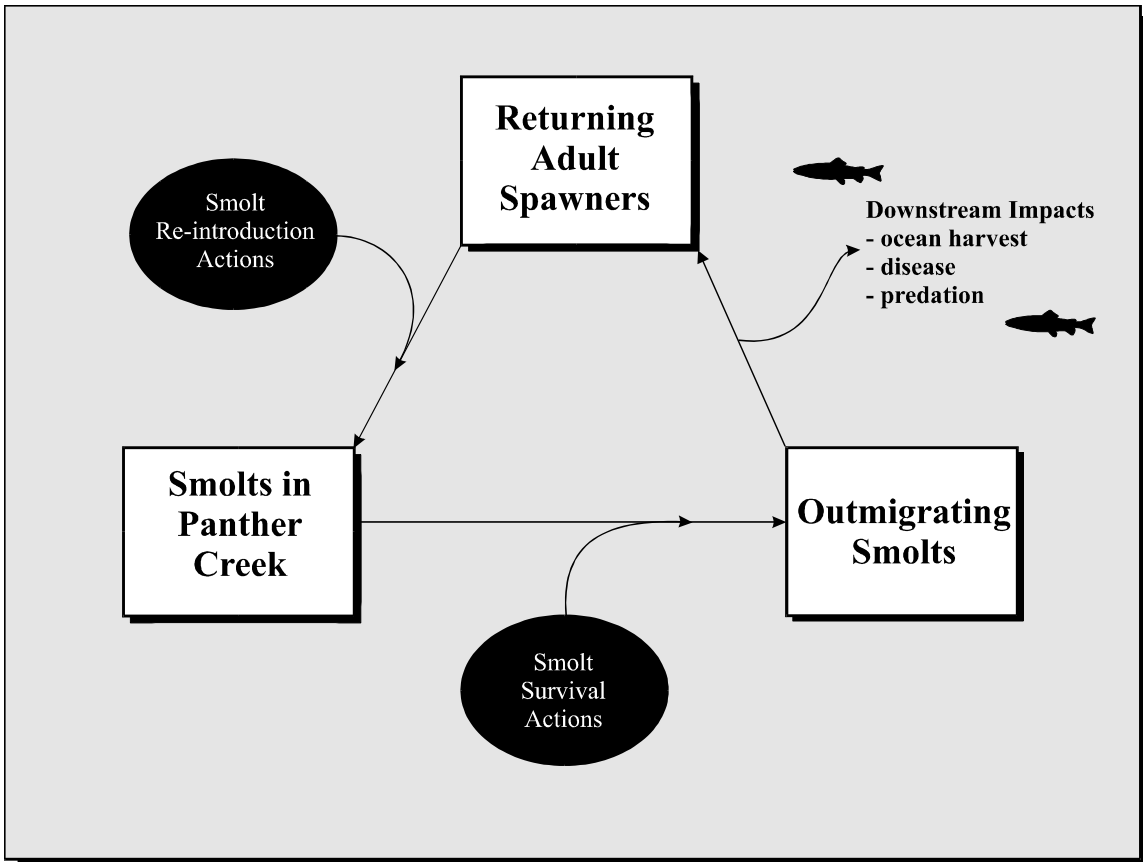 Returning
Adult
Spawners
Smolt
Re-introduction
Actions
Downstream Impacts
- ocean harvest
- disease
- predation
Smolts in
Panther
Creek
Outmigrating
Smolts
Smolt
Survival
Actions